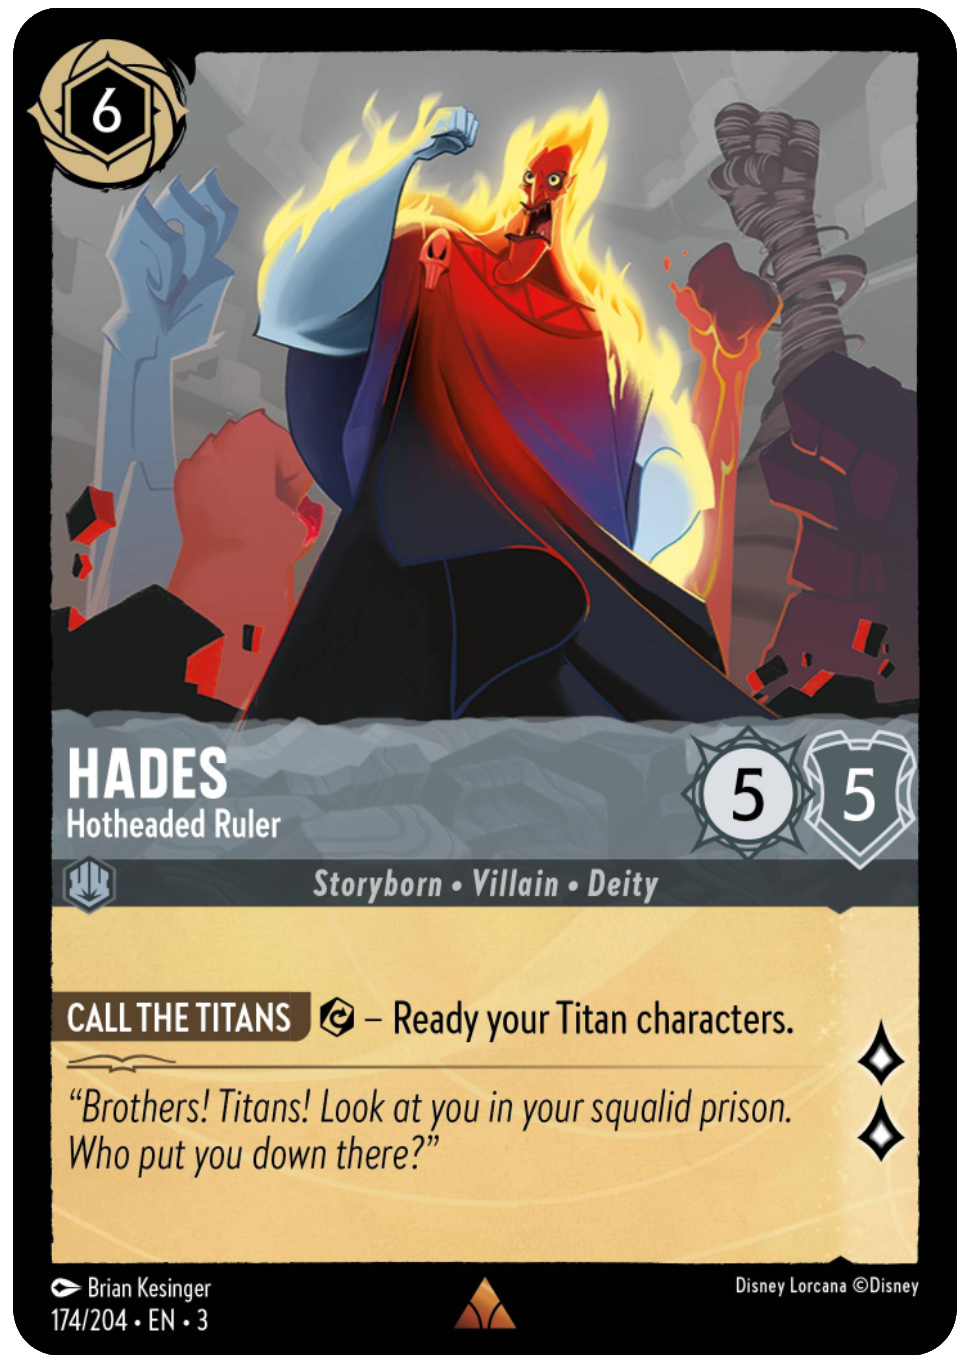 6
HADES
Hotheaded Ruler
5
5
Storyborn • Villain • Deity
CALL THE TITANS – Ready your Titan characters.
“Brothers! Titans! Look at you in your squalid prison.
Who put you down there?”
Brian Kesinger
174/204 • EN • 3
Disney Lorcana ©Disney